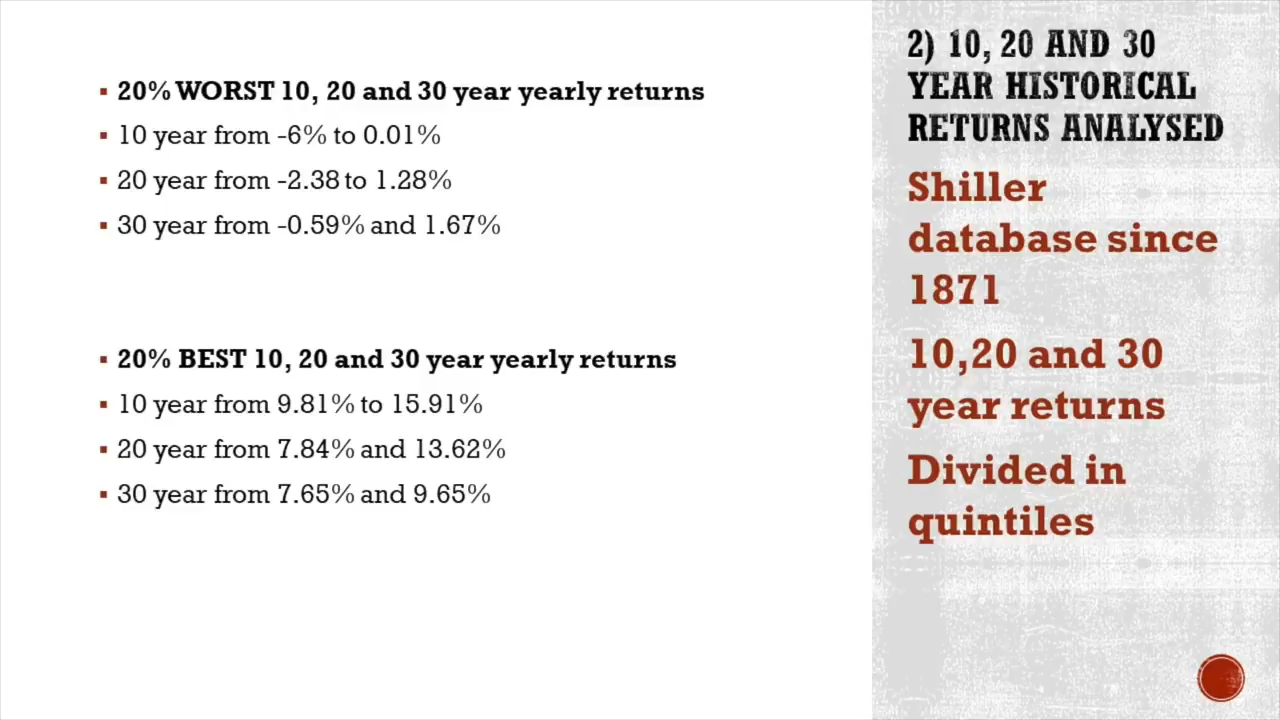 20% WORST 10, 20 and 30 year yearly returns
10 year from -6% to 0.01%
20 year from -2.38 to 1.28%
30 year from -0.59% and 1.67%
20% BEST 10, 20 and 30 year yearly returns
10 year from 9.81% to 15.91%
20 year from 7.84% and 13.62%
30 year from 7.65% and 9.65%
2) 10, 20 AND 30
YEAR HISTORICAL
RETURNS ANALYSED
Shiller
database since
1871
10,20 and 30
year returns
Divided in
quintiles